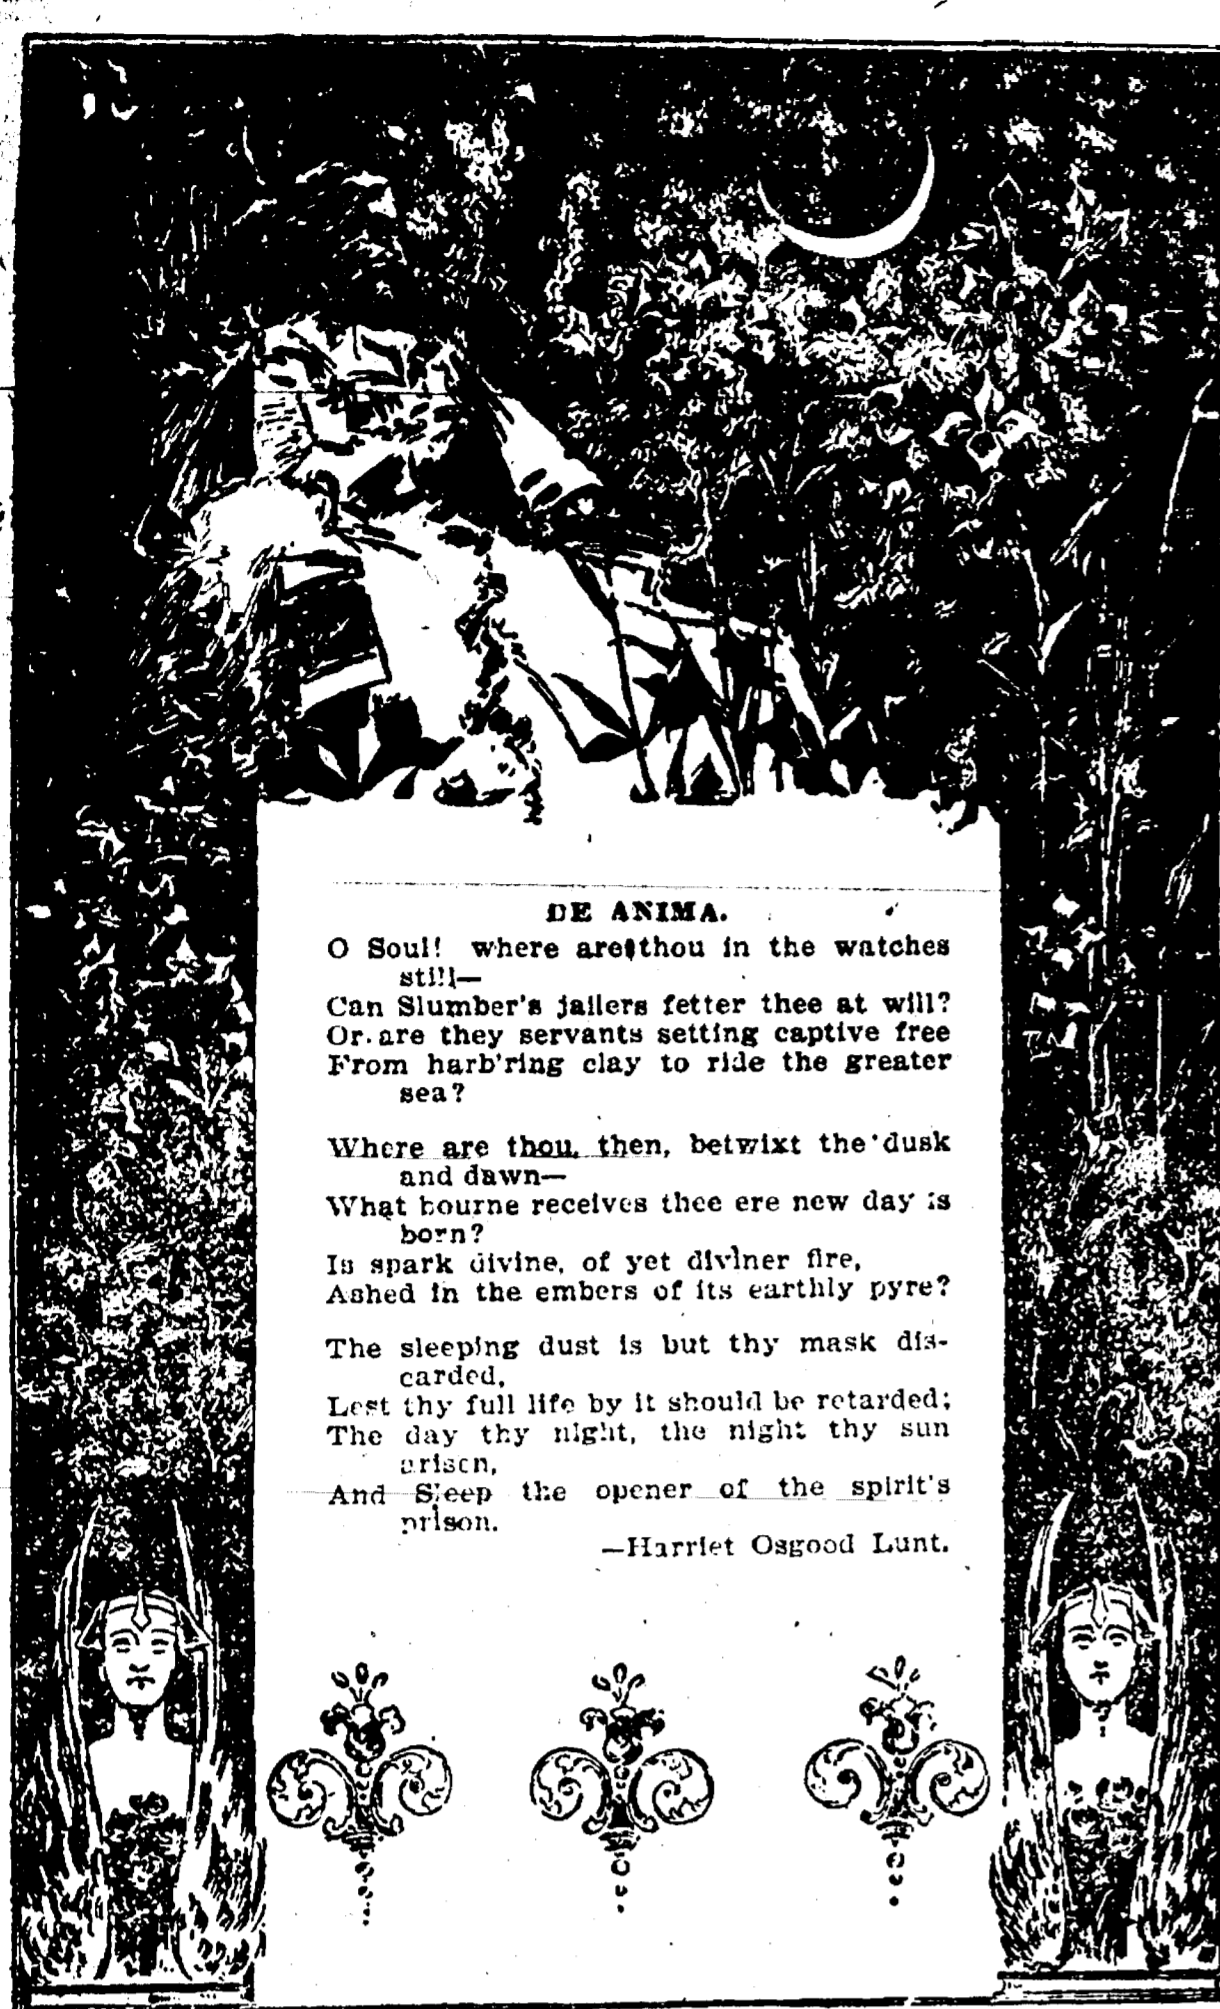 DE ANIMA.
O Soul! where are thou in the watches
still—
Can Slumber's jailers fetter thee at will?
Or are they servants setting captive free
From harb'ring clay to ride the greater
sea?
Where are thou, then, betwixt the dusk
and dawn—
What bourne receives thee ere new day is
born?
Is spark divine, of yet diviner fire,
Ashed in the embers of its earthly pyre?
The sleeping dust is but thy mask dis-
carded,
Lest thy full life by it should be retarded;
The day thy night, the night thy sun
arisen,
And Sleep the opener of the spirit's
prison.
—Harriet Osgood Lunt.